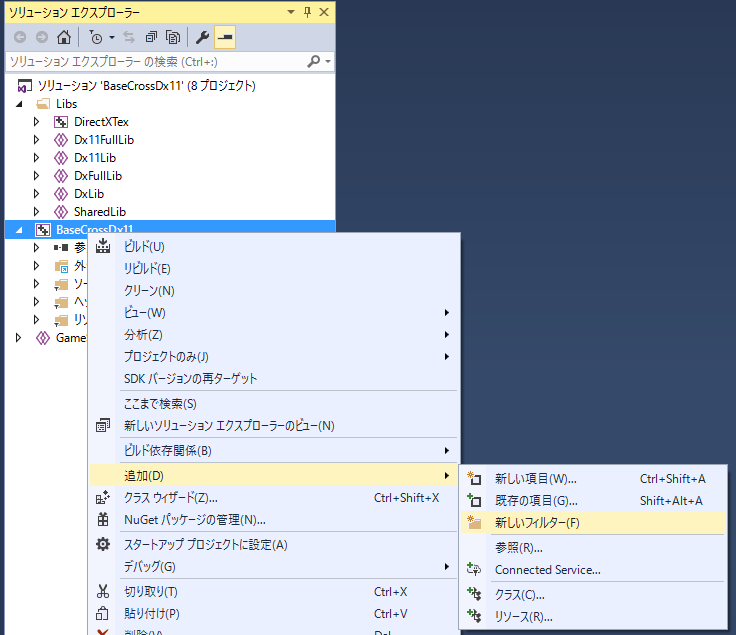 ソリューション エクスプローラー
ソリューション エクスプローラー の検索 (Ctrl+:)
ソリューション 'BaseCrossDx11' (8 プロジェクト)
Libs
DirectXTex
Dx11FullLib
Dx11Lib
DxFullLib
DxLib
SharedLib
BaseCrossDx11
参
外
ソー
ヘッ
リソ
Game
ビルド(U)
リビルド(E)
クリーン(N)
ビュー(W)
分析(Z)
プロジェクトのみ(J)
SDK バージョンの再ターゲット
ここまで検索(S)
新しいソリューション エクスプローラーのビュー(N)
ビルド依存関係(B)
追加(D)
クラス ウィザード(Z)... Ctrl+Shift+X
NuGet パッケージの管理(N)...
スタートアップ プロジェクトに設定(A)
デバッグ(G)
切り取り(T) Ctrl+X
貼り付け(P) Ctrl+V
削除(V) Del
新しい項目(W)... Ctrl+Shift+A
既存の項目(G)... Shift+Alt+A
新しいフィルター(F)
参照(R)...
Connected Service...
クラス(C)...
リソース(R)...